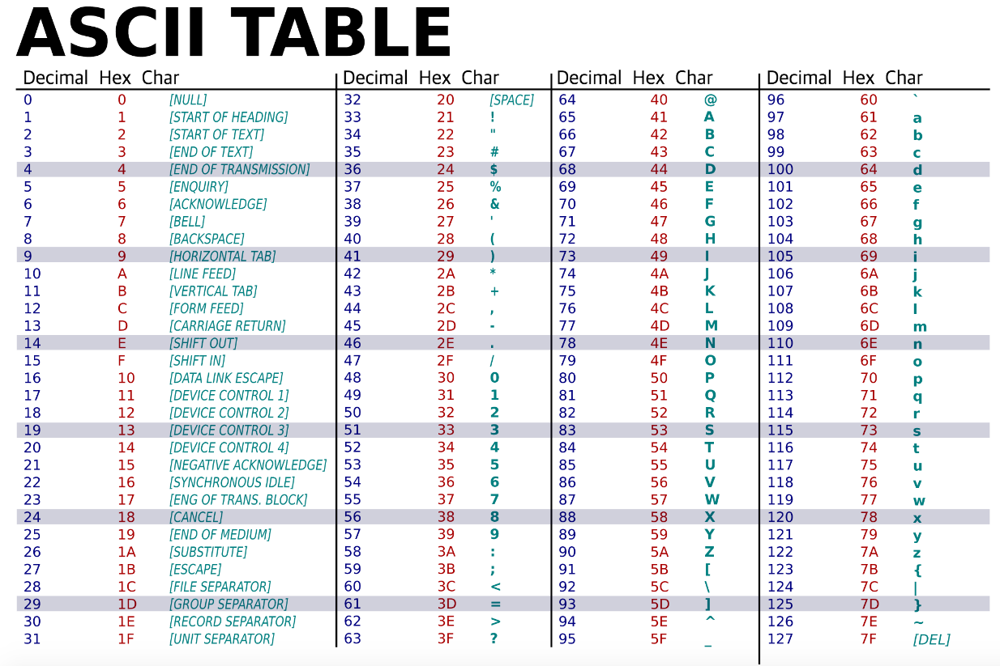 ASCII TABLE
Decimal Hex Char Decimal Hex Char Decimal Hex Char Decimal Hex Char
0 0 [NULL] 32 20 [SPACE] 64 40 @ 96 60 `
1 1 [START OF HEADING] 33 21 ! 65 41 A 97 61 a
2 2 [START OF TEXT] 34 22 " 66 42 B 98 62 b
3 3 [END OF TEXT] 35 23 # 67 43 C 99 63 c
4 4 [END OF TRANSMISSION] 36 24 $ 68 44 D 100 64 d
5 5 [ENQUIRY] 37 25 % 69 45 E 101 65 e
6 6 [ACKNOWLEDGE] 38 26 & 70 46 F 102 66 f
7 7 [BELL] 39 27 ' 71 47 G 103 67 g
8 8 [BACKSPACE] 40 28 ( 72 48 H 104 68 h
9 9 [HORIZONTAL TAB] 41 29 ) 73 49 I 105 69 i
10 A [LINE FEED] 42 2A * 74 4A J 106 6A j
11 B [VERTICAL TAB] 43 2B + 75 4B K 107 6B k
12 C [FORM FEED] 44 2C , 76 4C L 108 6C l
13 D [CARRIAGE RETURN] 45 2D - 77 4D M 109 6D m
14 E [SHIFT OUT] 46 2E . 78 4E N 110 6E n
15 F [SHIFT IN] 47 2F / 79 4F O 111 6F o
16 10 [DATA LINK ESCAPE] 48 30 0 80 50 P 112 70 p
17 11 [DEVICE CONTROL 1] 49 31 1 81 51 Q 113 71 q
18 12 [DEVICE CONTROL 2] 50 32 2 82 52 R 114 72 r
19 13 [DEVICE CONTROL 3] 51 33 3 83 53 S 115 73 s
20 14 [DEVICE CONTROL 4] 52 34 4 84 54 T 116 74 t
21 15 [NEGATIVE ACKNOWLEDGE] 53 35 5 85 55 U 117 75 u
22 16 [SYNCHRONOUS IDLE] 54 36 6 86 56 V 118 76 v
23 17 [ENG OF TRANS. BLOCK] 55 37 7 87 57 W 119 77 w
24 18 [CANCEL] 56 38 8 88 58 X 120 78 x
25 19 [END OF MEDIUM] 57 39 9 89 59 Y 121 79 y
26 1A [SUBSTITUTE] 58 3A : 90 5A Z 122 7A z
27 1B [ESCAPE] 59 3B ; 91 5B [ 123 7B {
28 1C [FILE SEPARATOR] 60 3C < 92 5C \ 124 7C |
29 1D [GROUP SEPARATOR] 61 3D = 93 5D ] 125 7D }
30 1E [RECORD SEPARATOR] 62 3E > 94 5E ^ 126 7E ~
31 1F [UNIT SEPARATOR] 63 3F ? 95 5F _ 127 7F [DEL]